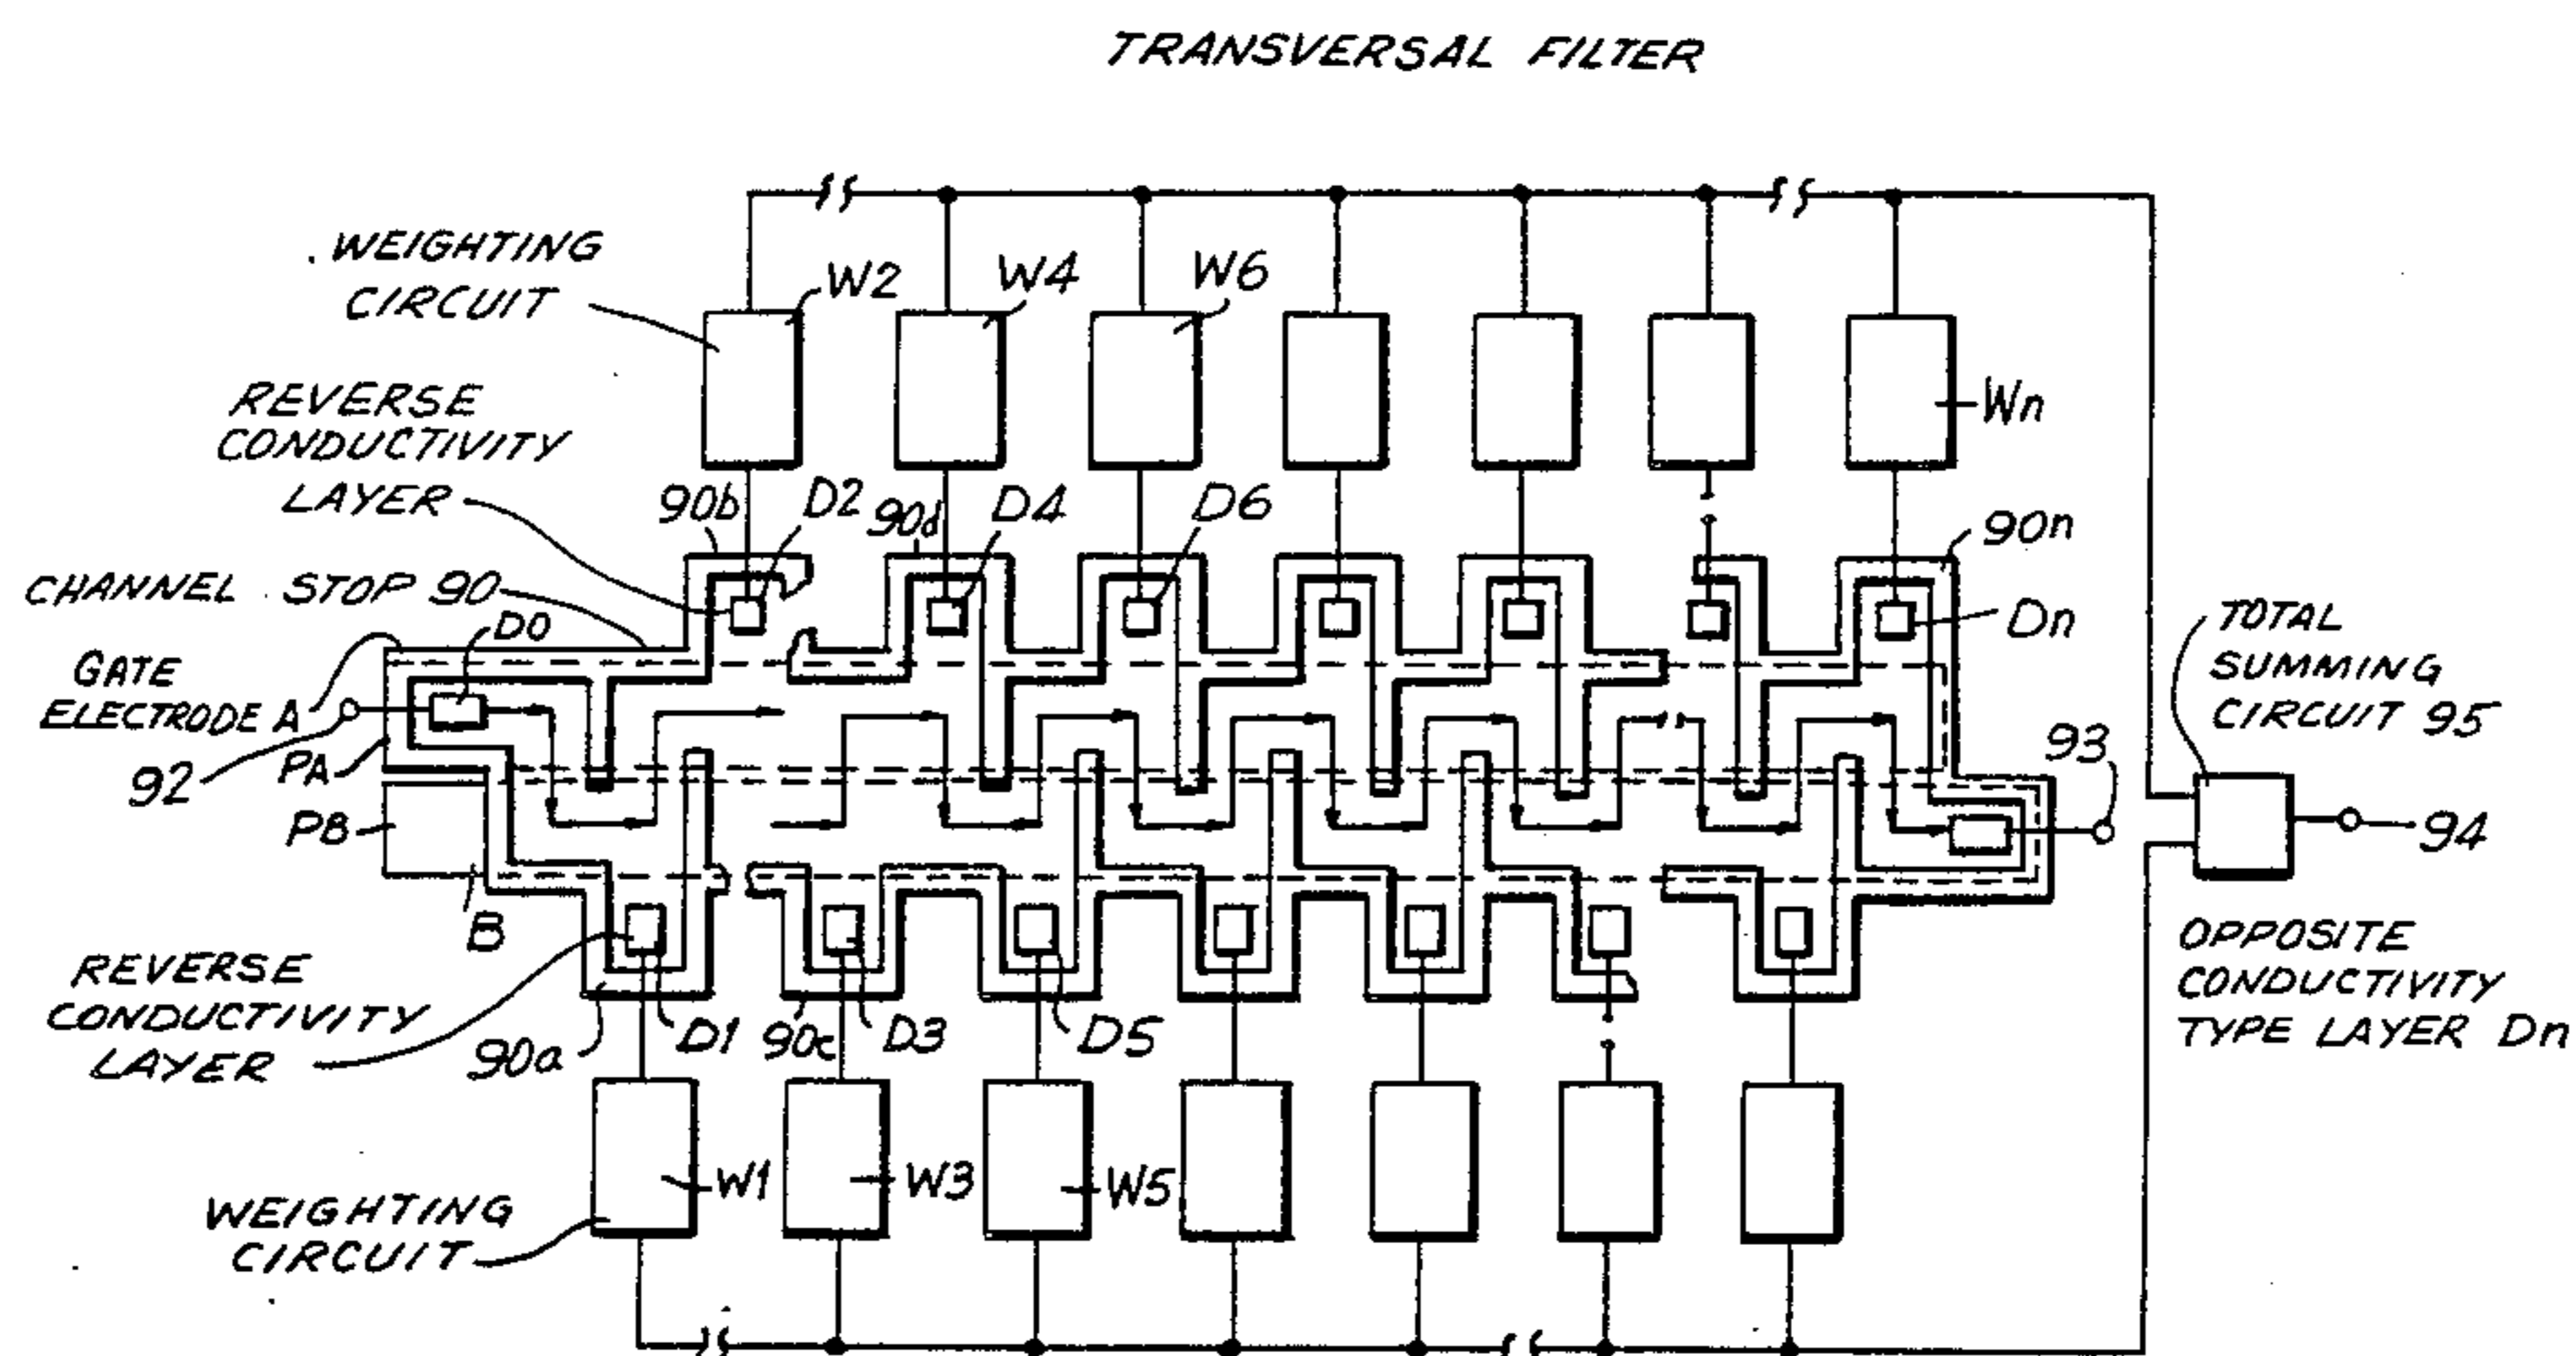 TRANSVERSAL FILTER
WEIGHTING
CIRCUIT
W2
W4
W6
Wn
REVERSE
CONDUCTIVITY
LAYER
90b
D2
90d
D4
D6
90n
CHANNEL STOP 90
D0
Dn
GATE
ELECTRODE A
PA
92
PB
B
TOTAL
SUMMING
CIRCUIT 95
93
94
OPPOSITE
CONDUCTIVITY
TYPE LAYER Dn
REVERSE
CONDUCTIVITY
LAYER
90a
D1
90c
D3
D5
W1
W3
W5
WEIGHTING
CIRCUIT